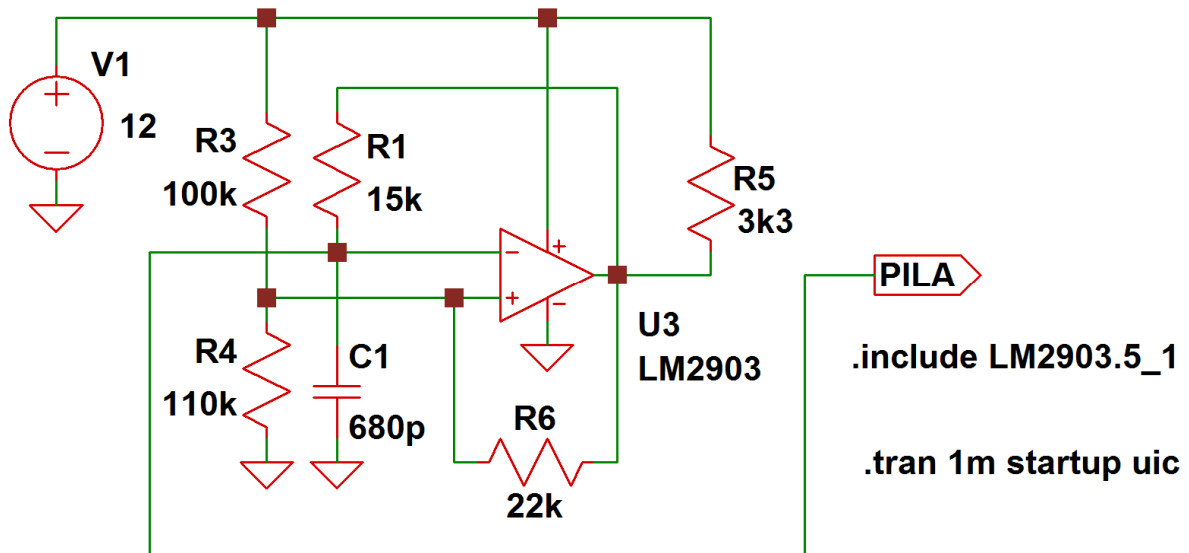 V1
12
R3
100k
R1
15k
R5
3k3
PILA
U3
LM2903
R4
110k
C1
680p
R6
22k
.include LM2903.5_1
.tran 1m startup uic